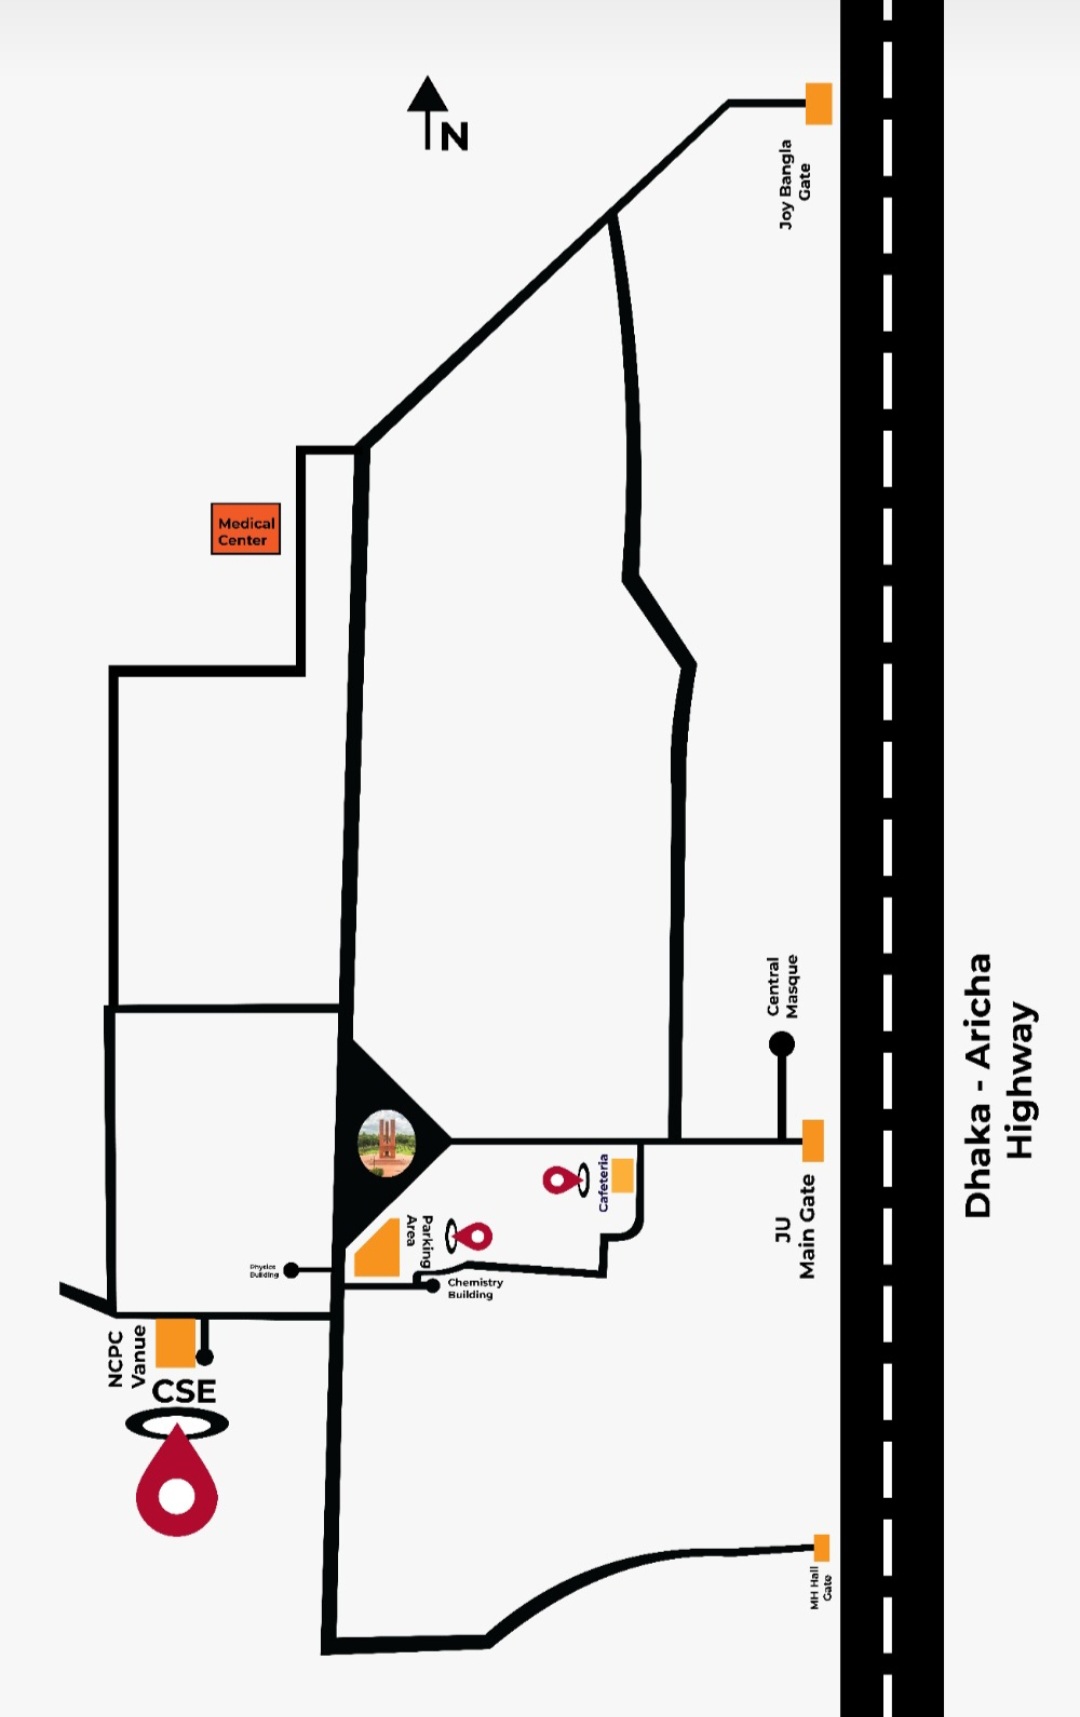 N
Joy Bangla
Gate
Medical
Center
Central
Masque
Dhaka - Aricha
Highway
JU
Main Gate
Cafeteria
Parking
Area
Physics
Building
Chemistry
Building
NCPC
Vanue
CSE
MH Hall
Gate